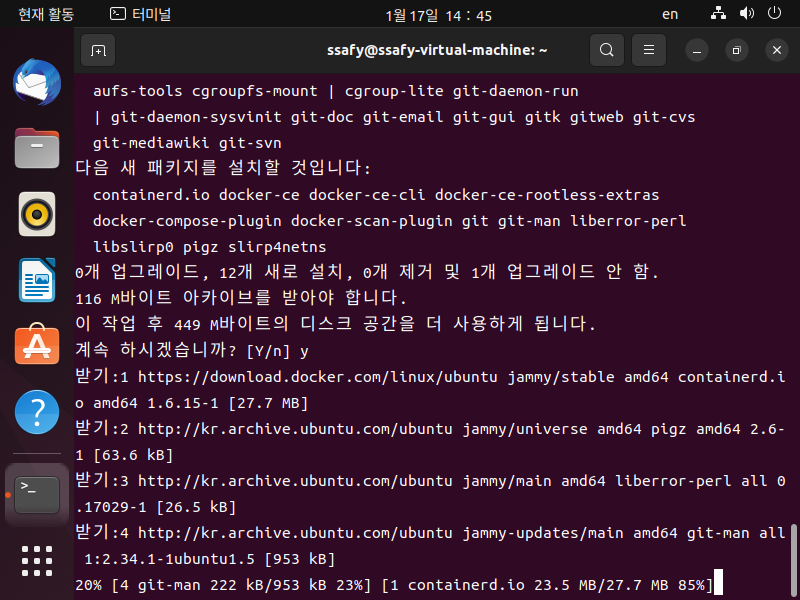 현재 활동 터미널 1월 17일 14 : 45 en
ssafy@ssafy-virtual-machine: ~
aufs-tools cgroupfs-mount | cgroup-lite git-daemon-run
| git-daemon-sysvinit git-doc git-email git-gui gitk gitweb git-cvs
git-mediawiki git-svn
다음 새 패키지를 설치할 것입니다:
containerd.io docker-ce docker-ce-cli docker-ce-rootless-extras
docker-compose-plugin docker-scan-plugin git git-man liberror-perl
libslirp0 pigz slirp4netns
0개 업그레이드, 12개 새로 설치, 0개 제거 및 1개 업그레이드 안 함.
116 M바이트 아카이브를 받아야 합니다.
이 작업 후 449 M바이트의 디스크 공간을 더 사용하게 됩니다.
계속 하시겠습니까? [Y/n] y
받기:1 https://download.docker.com/linux/ubuntu jammy/stable amd64 containerd.i
o amd64 1.6.15-1 [27.7 MB]
받기:2 http://kr.archive.ubuntu.com/ubuntu jammy/universe amd64 pigz amd64 2.6-
1 [63.6 kB]
받기:3 http://kr.archive.ubuntu.com/ubuntu jammy/main amd64 liberror-perl all 0
.17029-1 [26.5 kB]
받기:4 http://kr.archive.ubuntu.com/ubuntu jammy-updates/main amd64 git-man all
1:2.34.1-1ubuntu1.5 [953 kB]
20% [4 git-man 222 kB/953 kB 23%] [1 containerd.io 23.5 MB/27.7 MB 85%]